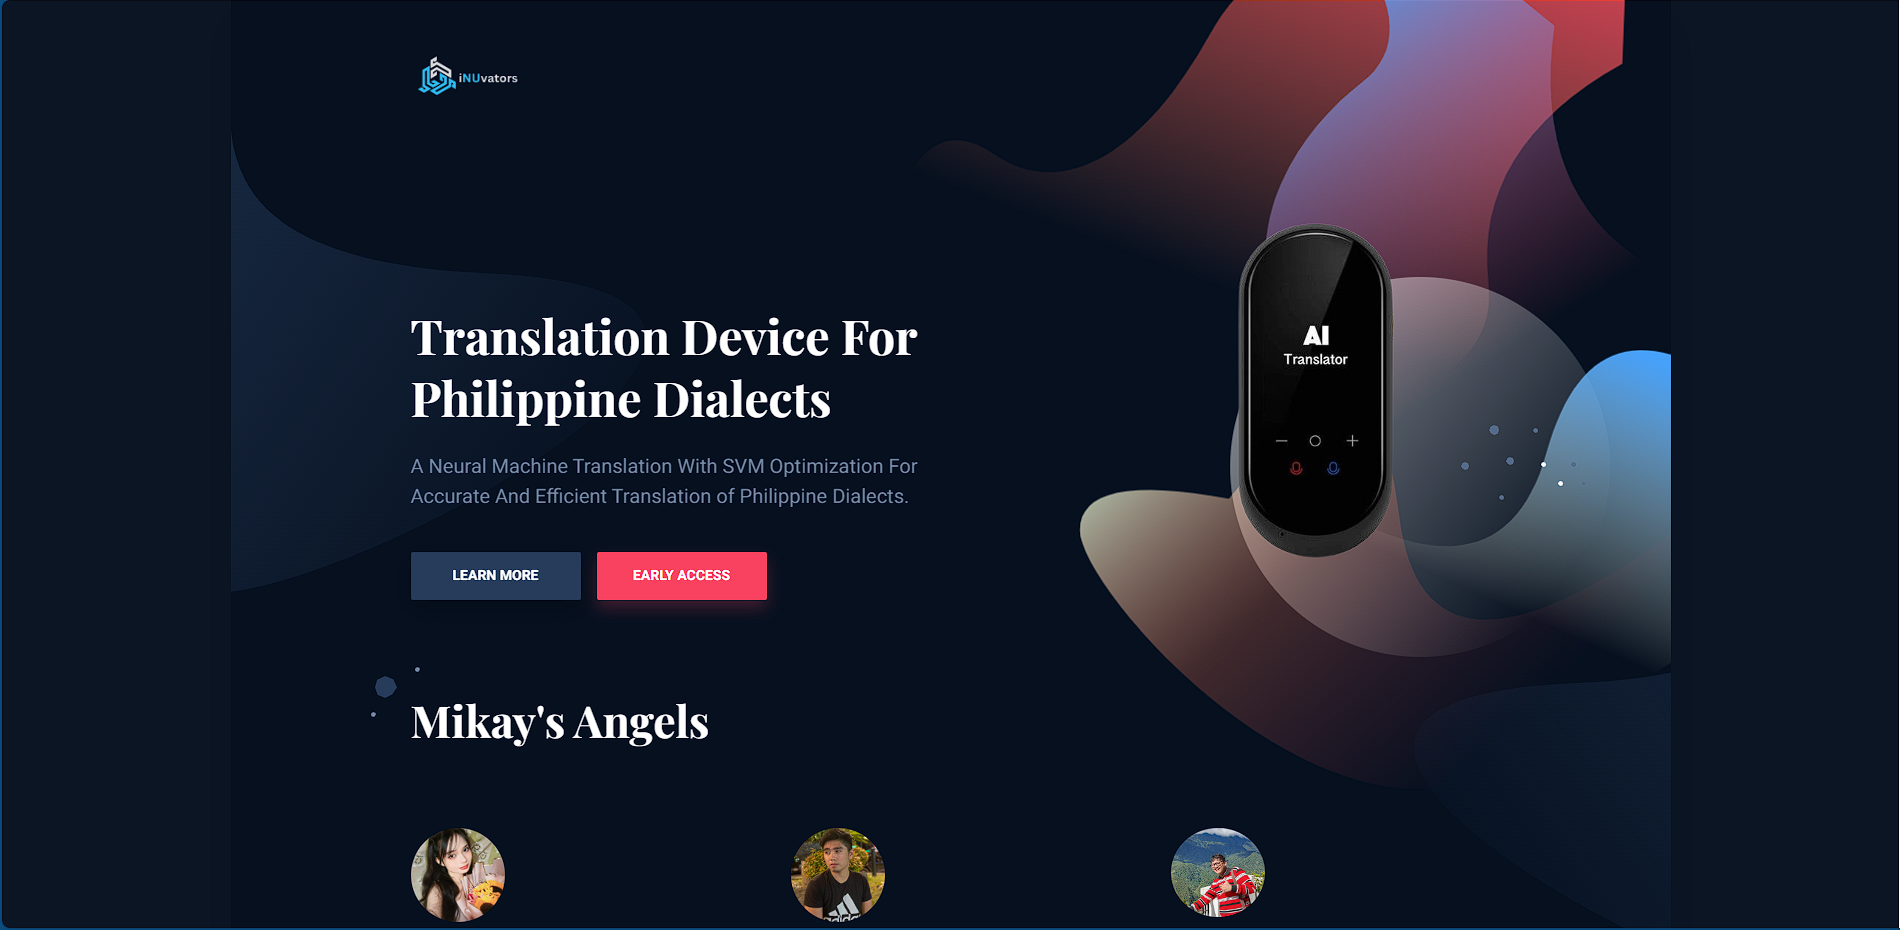 iNUvators
Translation Device For
Philippine Dialects
A Neural Machine Translation With SVM Optimization For
Accurate And Efficient Translation of Philippine Dialects.
LEARN MORE
EARLY ACCESS
AI
Translator
Mikay's Angels
adidas